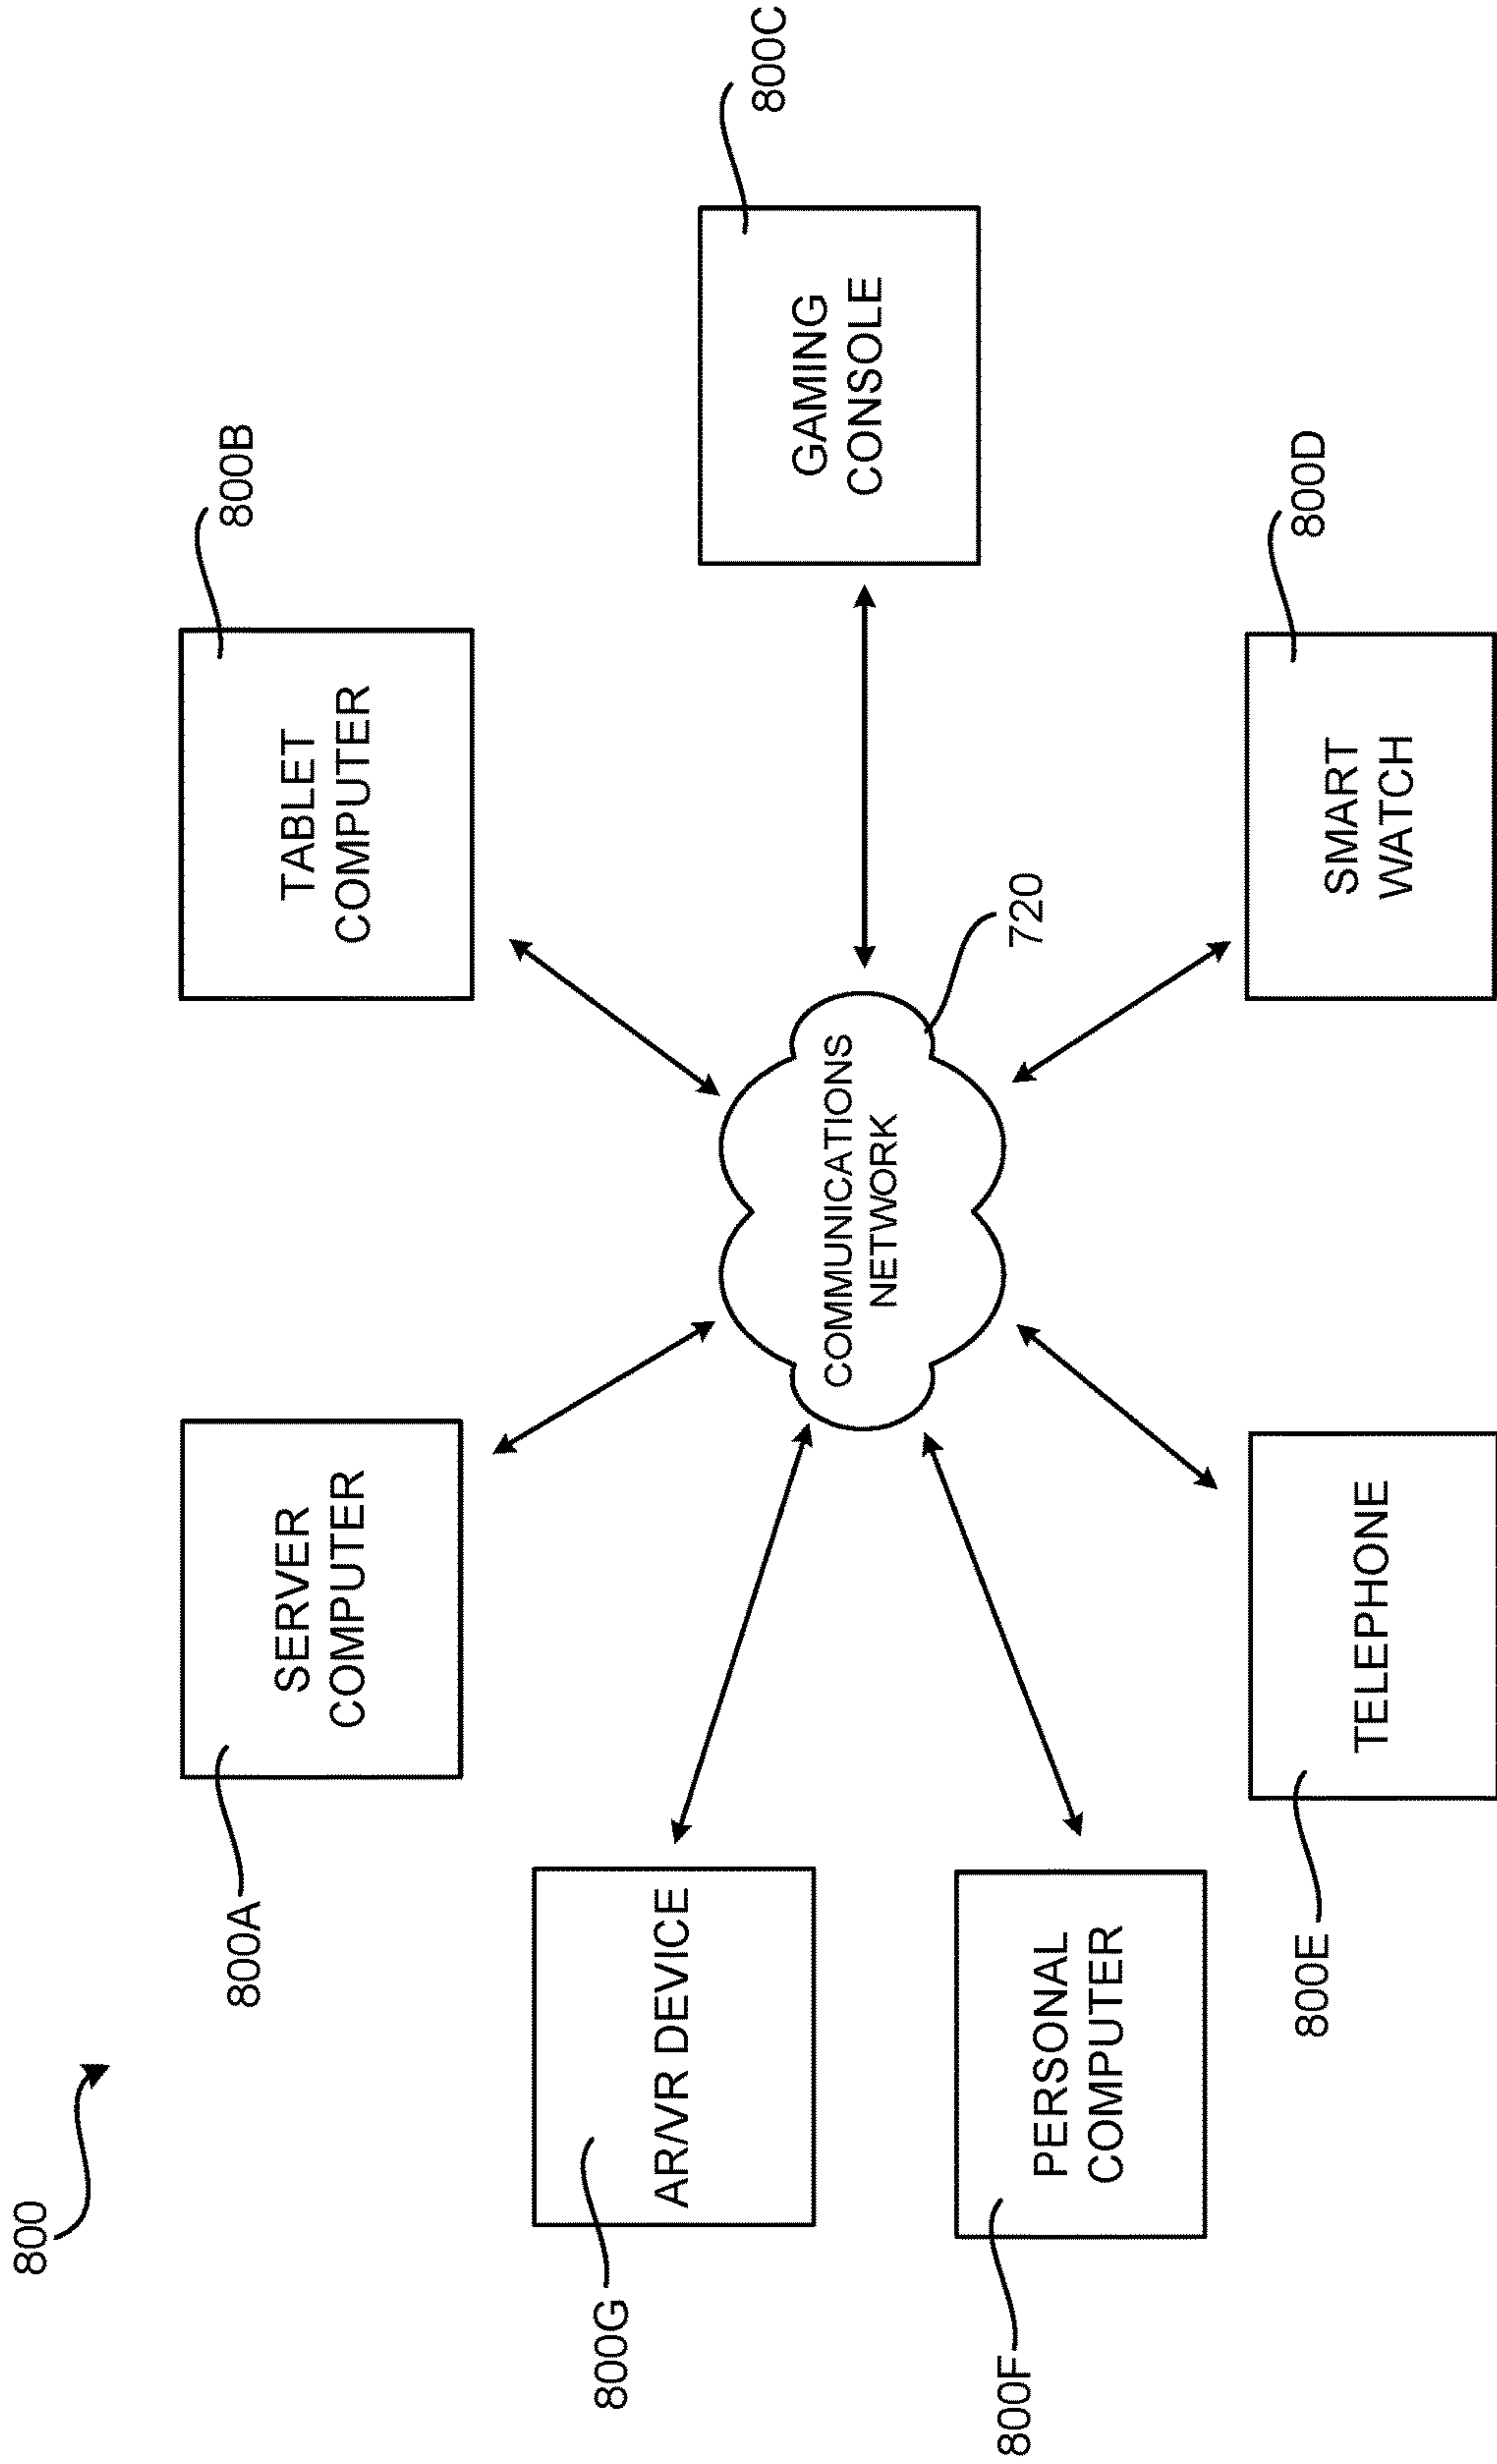 800
800A
SERVER
COMPUTER
TABLET
COMPUTER
800B
800G
AR/VR DEVICE
COMMUNICATIONS
NETWORK
720
GAMING
CONSOLE
800C
800F
PERSONAL
COMPUTER
800E
TELEPHONE
SMART
WATCH
800D